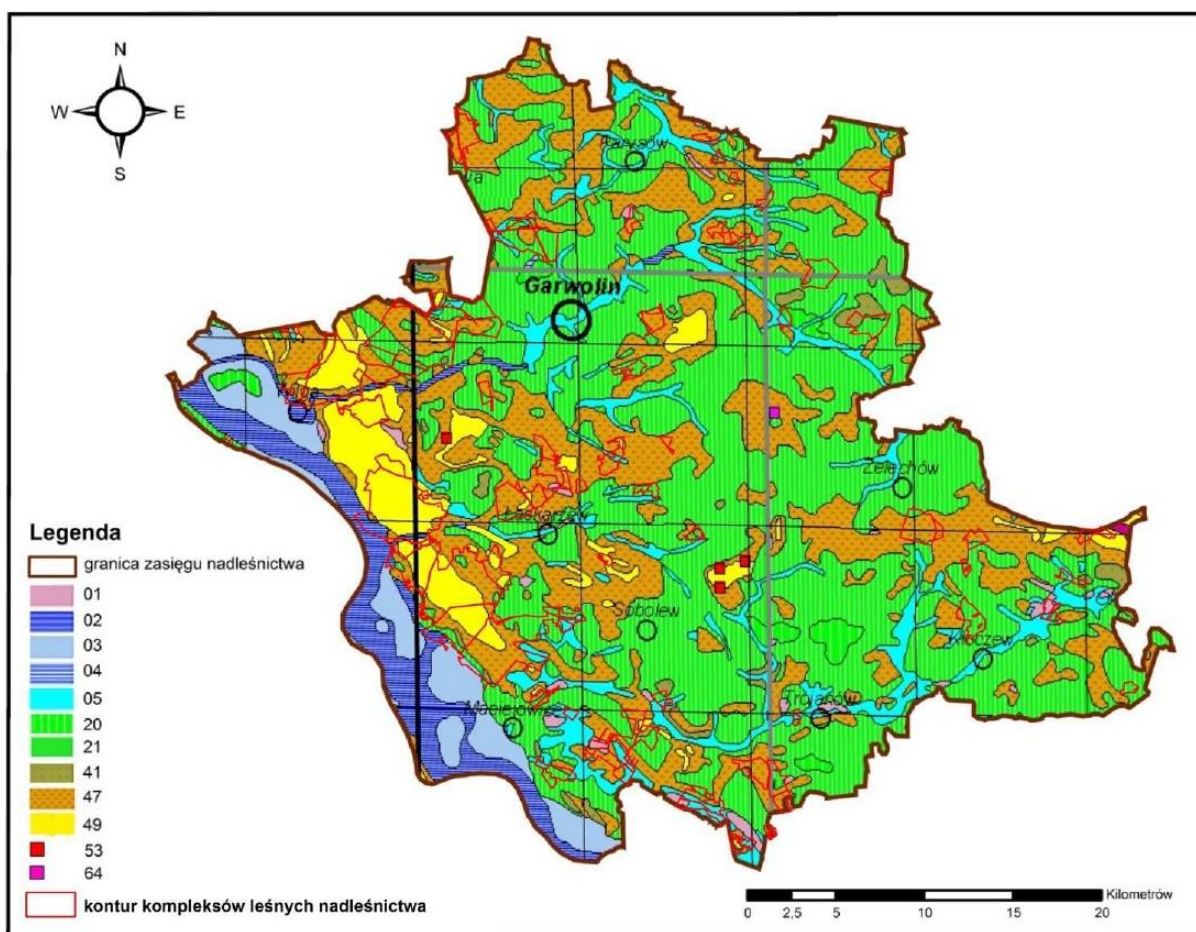 N
W E
S
Parysów
Garwolin
Wilga
Żelechów
Łaskarzew
Sobolew
Kłoczew
Trojanów
Maciejowice
Legenda
granica zasięgu nadleśnictwa
01
02
03
04
05
20
21
41
47
49
53
64
kontur kompleksów leśnych nadleśnictwa
Kilometrów
0 2,5 5 10 15 20